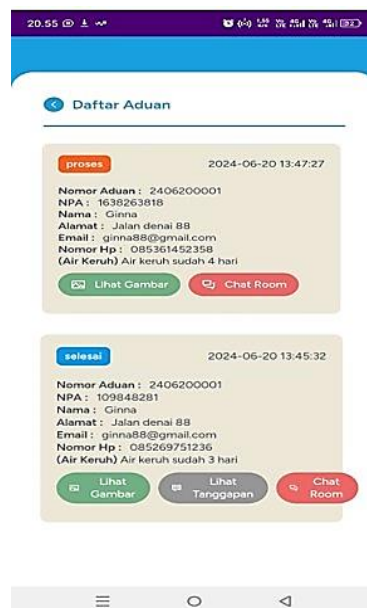 20.55
Daftar Aduan
proses 2024-06-20 13:47:27
Nomor Aduan : 2406200001
NPA : 1638263818
Nama : Ginna
Alamat : Jalan denai 88
Email : ginna88@gmail.com
Nomor Hp : 085361452358
(Air Keruh) Air keruh sudah 4 hari
Lihat Gambar Chat Room
selesai 2024-06-20 13:45:32
Nomor Aduan : 2406200001
NPA : 109848281
Nama : Ginna
Alamat : Jalan denai 88
Email : ginna88@gmail.com
Nomor Hp : 085269751236
(Air Keruh) Air keruh sudah 3 hari
Lihat Lihat Chat
Gambar Tanggapan Room